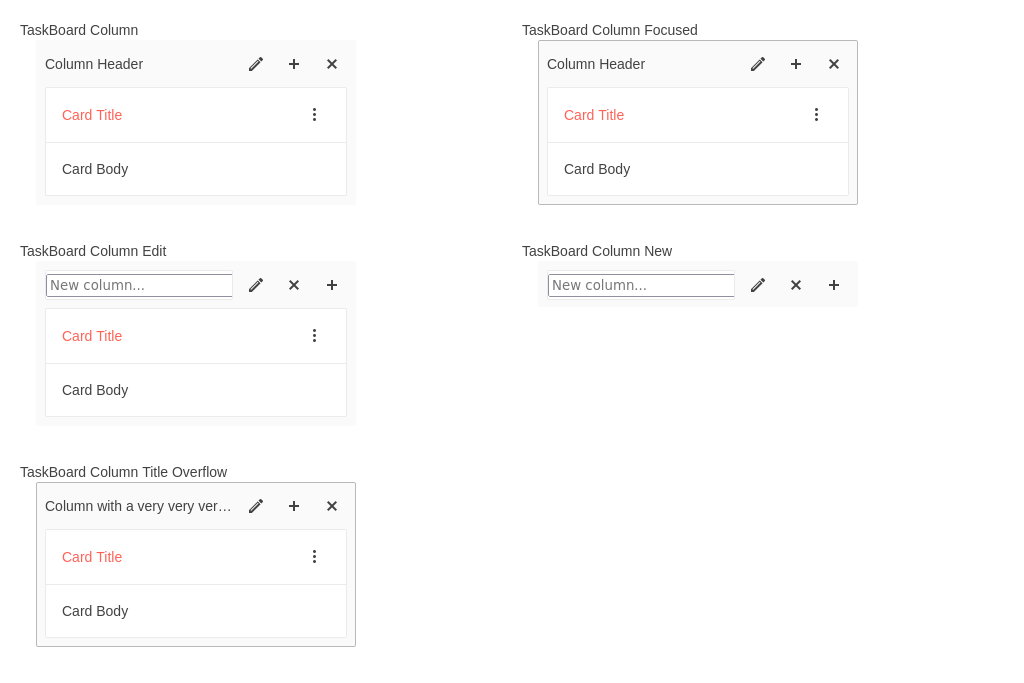 TaskBoard Column
Column Header
Card Title
Card Body
TaskBoard Column Focused
Column Header
Card Title
Card Body
TaskBoard Column Edit
New column...
Card Title
Card Body
TaskBoard Column New
New column...
TaskBoard Column Title Overflow
Column with a very very ver...
Card Title
Card Body